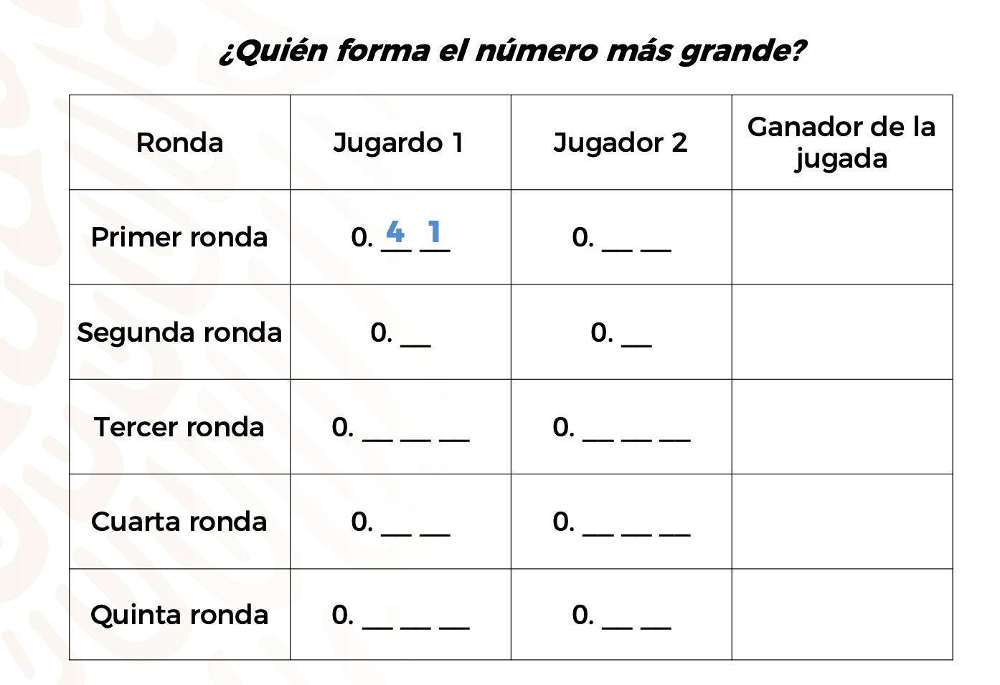 ¿Quién forma el número más grande?
Ronda
Jugardo 1
Jugador 2
Ganador de la
jugada
Primer ronda
0. 4 1
0. __ __
Segunda ronda
0. __
0. __
Tercer ronda
0. __ __ __
0. __ __ __
Cuarta ronda
0. __ __
0. __ __ __
Quinta ronda
0. __ __ __
0. __ __